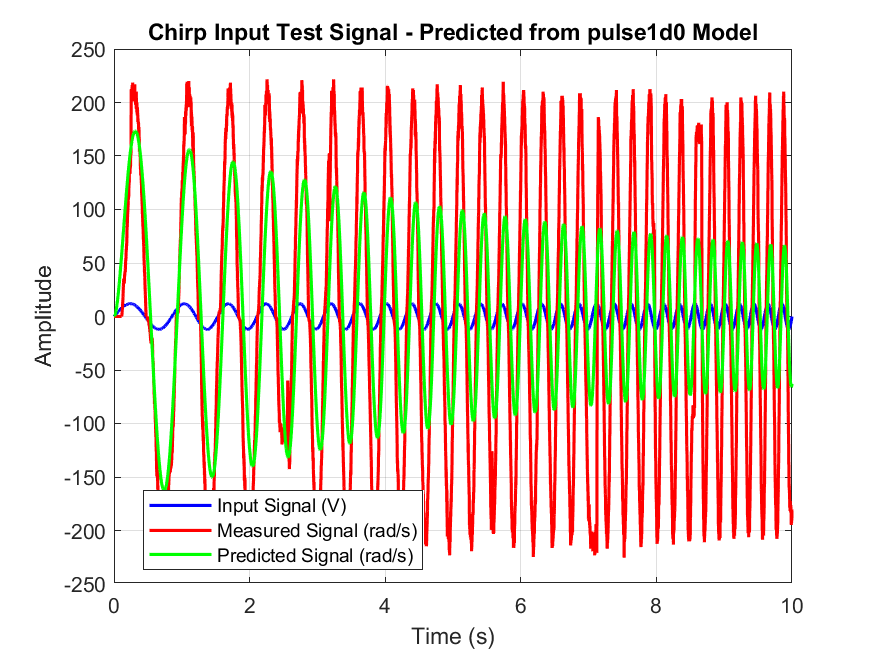 Chirp Input Test Signal - Predicted from pulse1d0 Model
250
200
150
100
50
0
-50
-100
-150
-200
-250
Amplitude
Input Signal (V)
Measured Signal (rad/s)
Predicted Signal (rad/s)
0 2 4 6 8 10
Time (s)